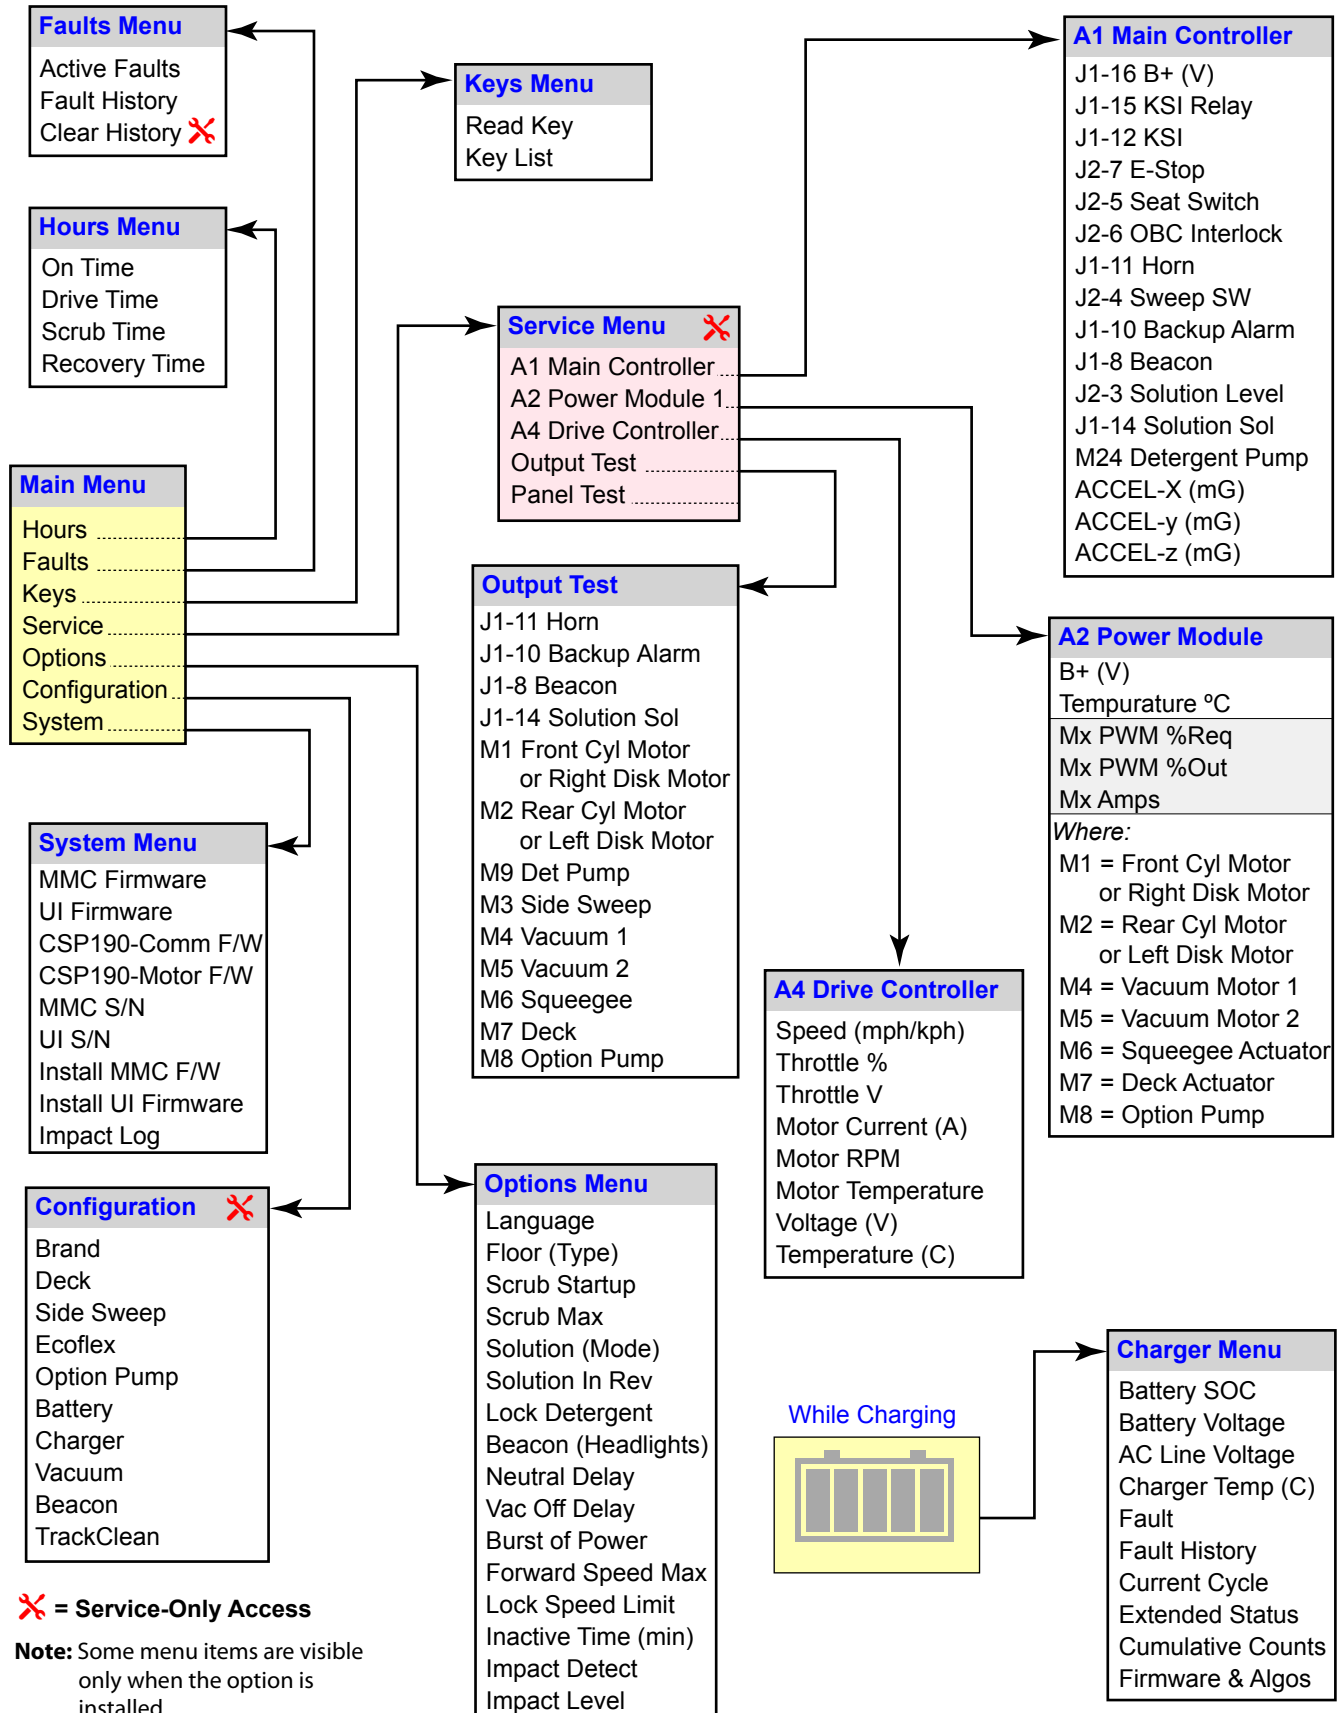 Faults Menu
Active Faults
Fault History
Clear History
Hours Menu
On Time
Drive Time
Scrub Time
Recovery Time
Main Menu
Hours
Faults
Keys
Service
Options
Configuration
System
System Menu
MMC Firmware
UI Firmware
CSP190-Comm F/W
CSP190-Motor F/W
MMC S/N
UI S/N
Install MMC F/W
Install UI Firmware
Impact Log
Configuration
Brand
Deck
Side Sweep
Ecoflex
Option Pump
Battery
Charger
Vacuum
Beacon
TrackClean
= Service-Only Access
Note: Some menu items are visible
only when the option is
installed
Keys Menu
Read Key
Key List
Service Menu
A1 Main Controller
A2 Power Module 1
A4 Drive Controller
Output Test
Panel Test
Output Test
J1-11 Horn
J1-10 Backup Alarm
J1-8 Beacon
J1-14 Solution Sol
M1 Front Cyl Motor
or Right Disk Motor
M2 Rear Cyl Motor
or Left Disk Motor
M9 Det Pump
M3 Side Sweep
M4 Vacuum 1
M5 Vacuum 2
M6 Squeegee
M7 Deck
M8 Option Pump
Options Menu
Language
Floor (Type)
Scrub Startup
Scrub Max
Solution (Mode)
Solution In Rev
Lock Detergent
Beacon (Headlights)
Neutral Delay
Vac Off Delay
Burst of Power
Forward Speed Max
Lock Speed Limit
Inactive Time (min)
Impact Detect
Impact Level
A1 Main Controller
J1-16 B+ (V)
J1-15 KSI Relay
J1-12 KSI
J2-7 E-Stop
J2-5 Seat Switch
J2-6 OBC Interlock
J1-11 Horn
J2-4 Sweep SW
J1-10 Backup Alarm
J1-8 Beacon
J2-3 Solution Level
J1-14 Solution Sol
M24 Detergent Pump
ACCEL-X (mG)
ACCEL-y (mG)
ACCEL-z (mG)
A2 Power Module
B+ (V)
Tempurature ºC
Mx PWM %Req
Mx PWM %Out
Mx Amps
Where:
M1 = Front Cyl Motor
or Right Disk Motor
M2 = Rear Cyl Motor
or Left Disk Motor
M4 = Vacuum Motor 1
M5 = Vacuum Motor 2
M6 = Squeegee Actuator
M7 = Deck Actuator
M8 = Option Pump
A4 Drive Controller
Speed (mph/kph)
Throttle %
Throttle V
Motor Current (A)
Motor RPM
Motor Temperature
Voltage (V)
Temperature (C)
While Charging
Charger Menu
Battery SOC
Battery Voltage
AC Line Voltage
Charger Temp (C)
Fault
Fault History
Current Cycle
Extended Status
Cumulative Counts
Firmware & Algos